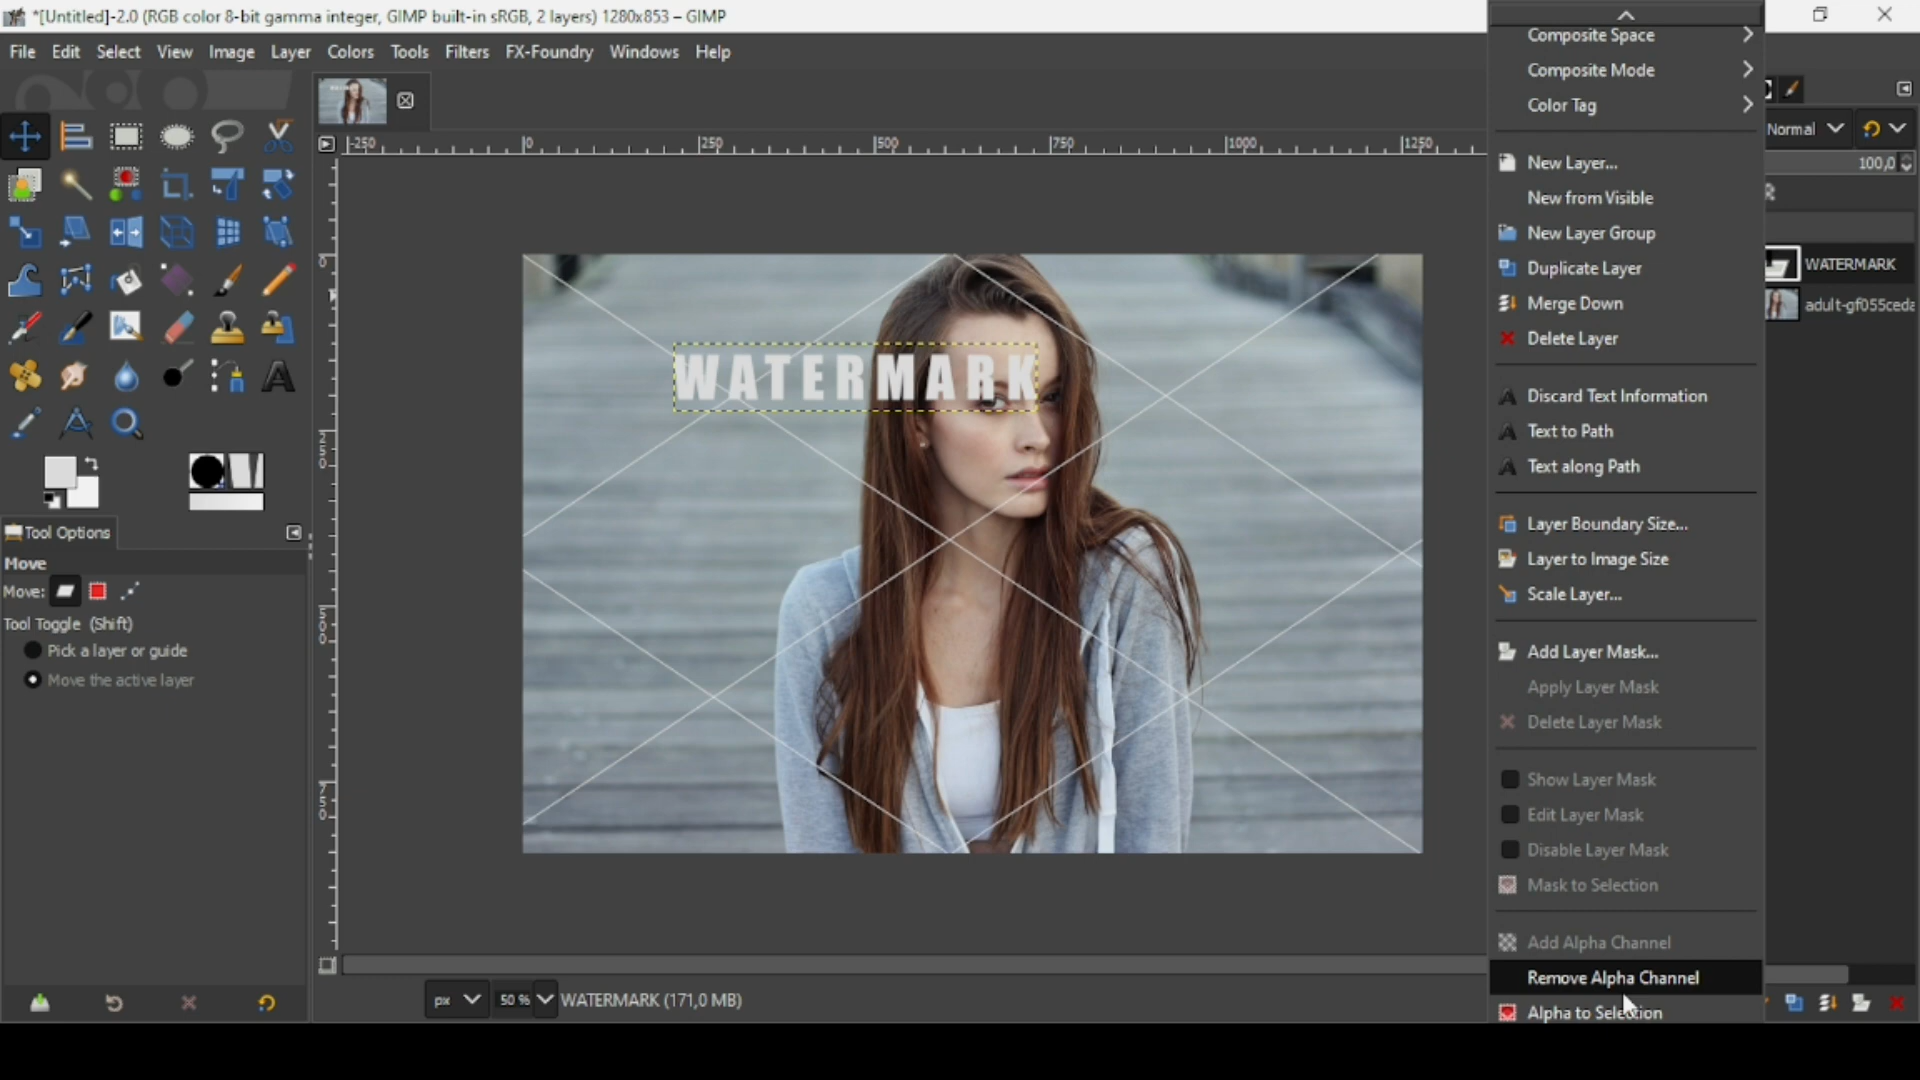 *[Untitled]-2.0 (RGB color 8-bit gamma integer, GIMP built-in sRGB, 2 layers) 1280x853 – GIMP
File Edit Select View Image Layer Colors Tools Filters FX-Foundry Windows Help
-250 0 250 500 750 1000 1250
0
250
500
750
WATERMARK
Tool Options
Move
Move:
Tool Toggle (Shift)
Pick a layer or guide
Move the active layer
px 50 % WATERMARK (171,0 MB)
Composite Space
Composite Mode
Color Tag
New Layer...
New from Visible
New Layer Group
Duplicate Layer
Merge Down
Delete Layer
Discard Text Information
Text to Path
Text along Path
Layer Boundary Size...
Layer to Image Size
Scale Layer...
Add Layer Mask...
Apply Layer Mask
Delete Layer Mask
Show Layer Mask
Edit Layer Mask
Disable Layer Mask
Mask to Selection
Add Alpha Channel
Remove Alpha Channel
Alpha to Selection
Normal
100,0
WATERMARK
adult-gf055ceda